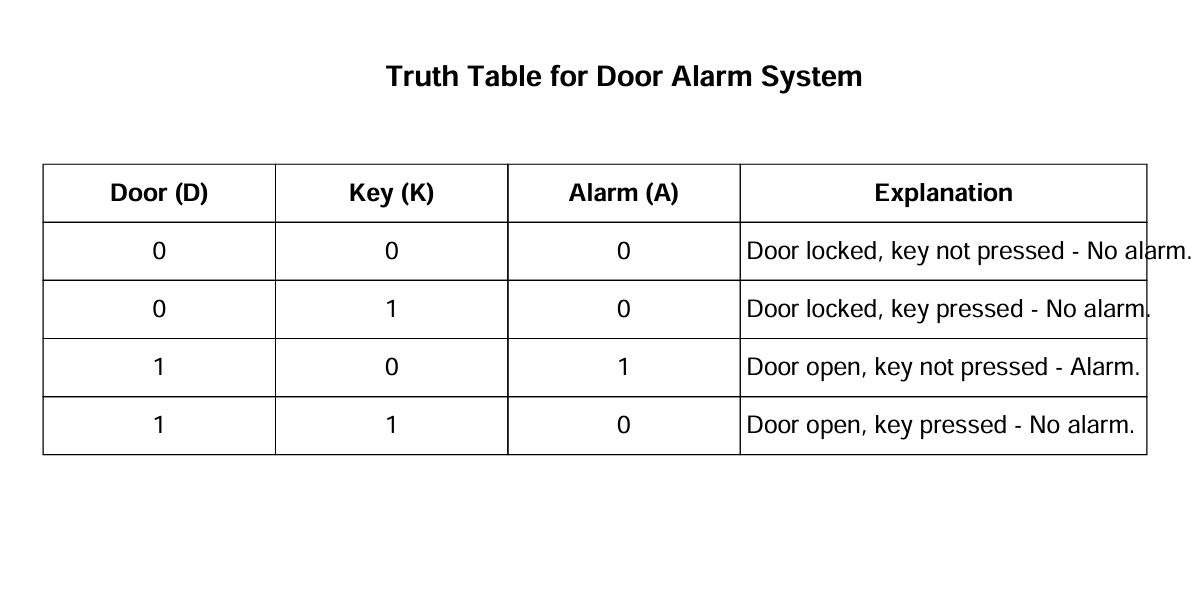 Truth Table for Door Alarm System
Door (D) Key (K) Alarm (A) Explanation
0 0 0 Door locked, key not pressed - No alarm.
0 1 0 Door locked, key pressed - No alarm.
1 0 1 Door open, key not pressed - Alarm.
1 1 0 Door open, key pressed - No alarm.